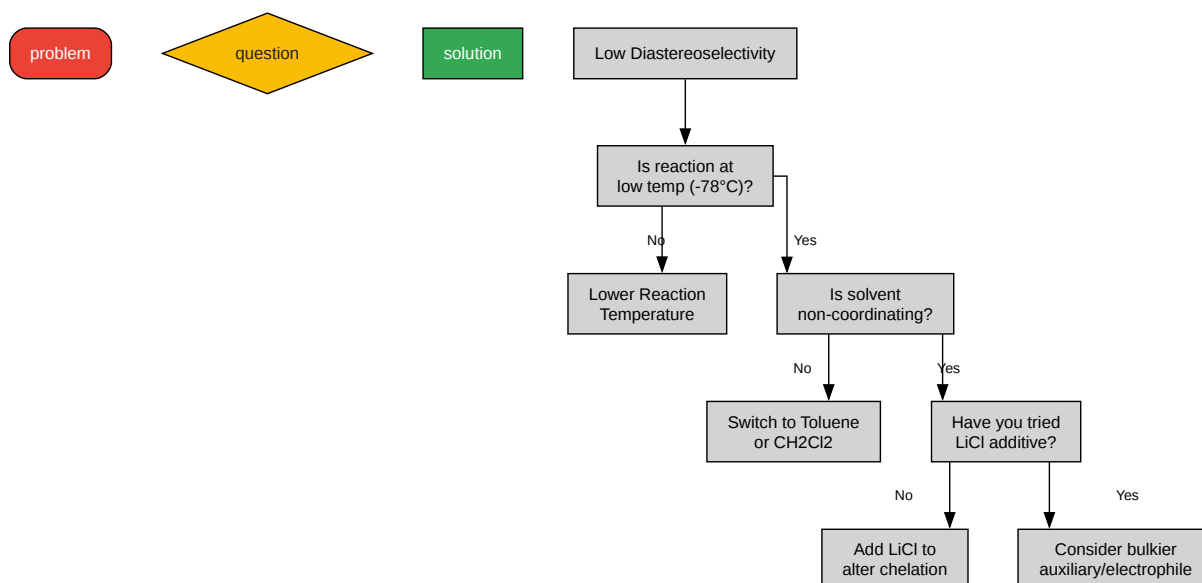 problem
question
solution
Low Diastereoselectivity
Is reaction at
low temp (-78°C)?
No
Yes
Lower Reaction
Temperature
Is solvent
non-coordinating?
No
Yes
Switch to Toluene
or CH2Cl2
Have you tried
LiCl additive?
No
Yes
Add LiCl to
alter chelation
Consider bulkier
auxiliary/electrophile